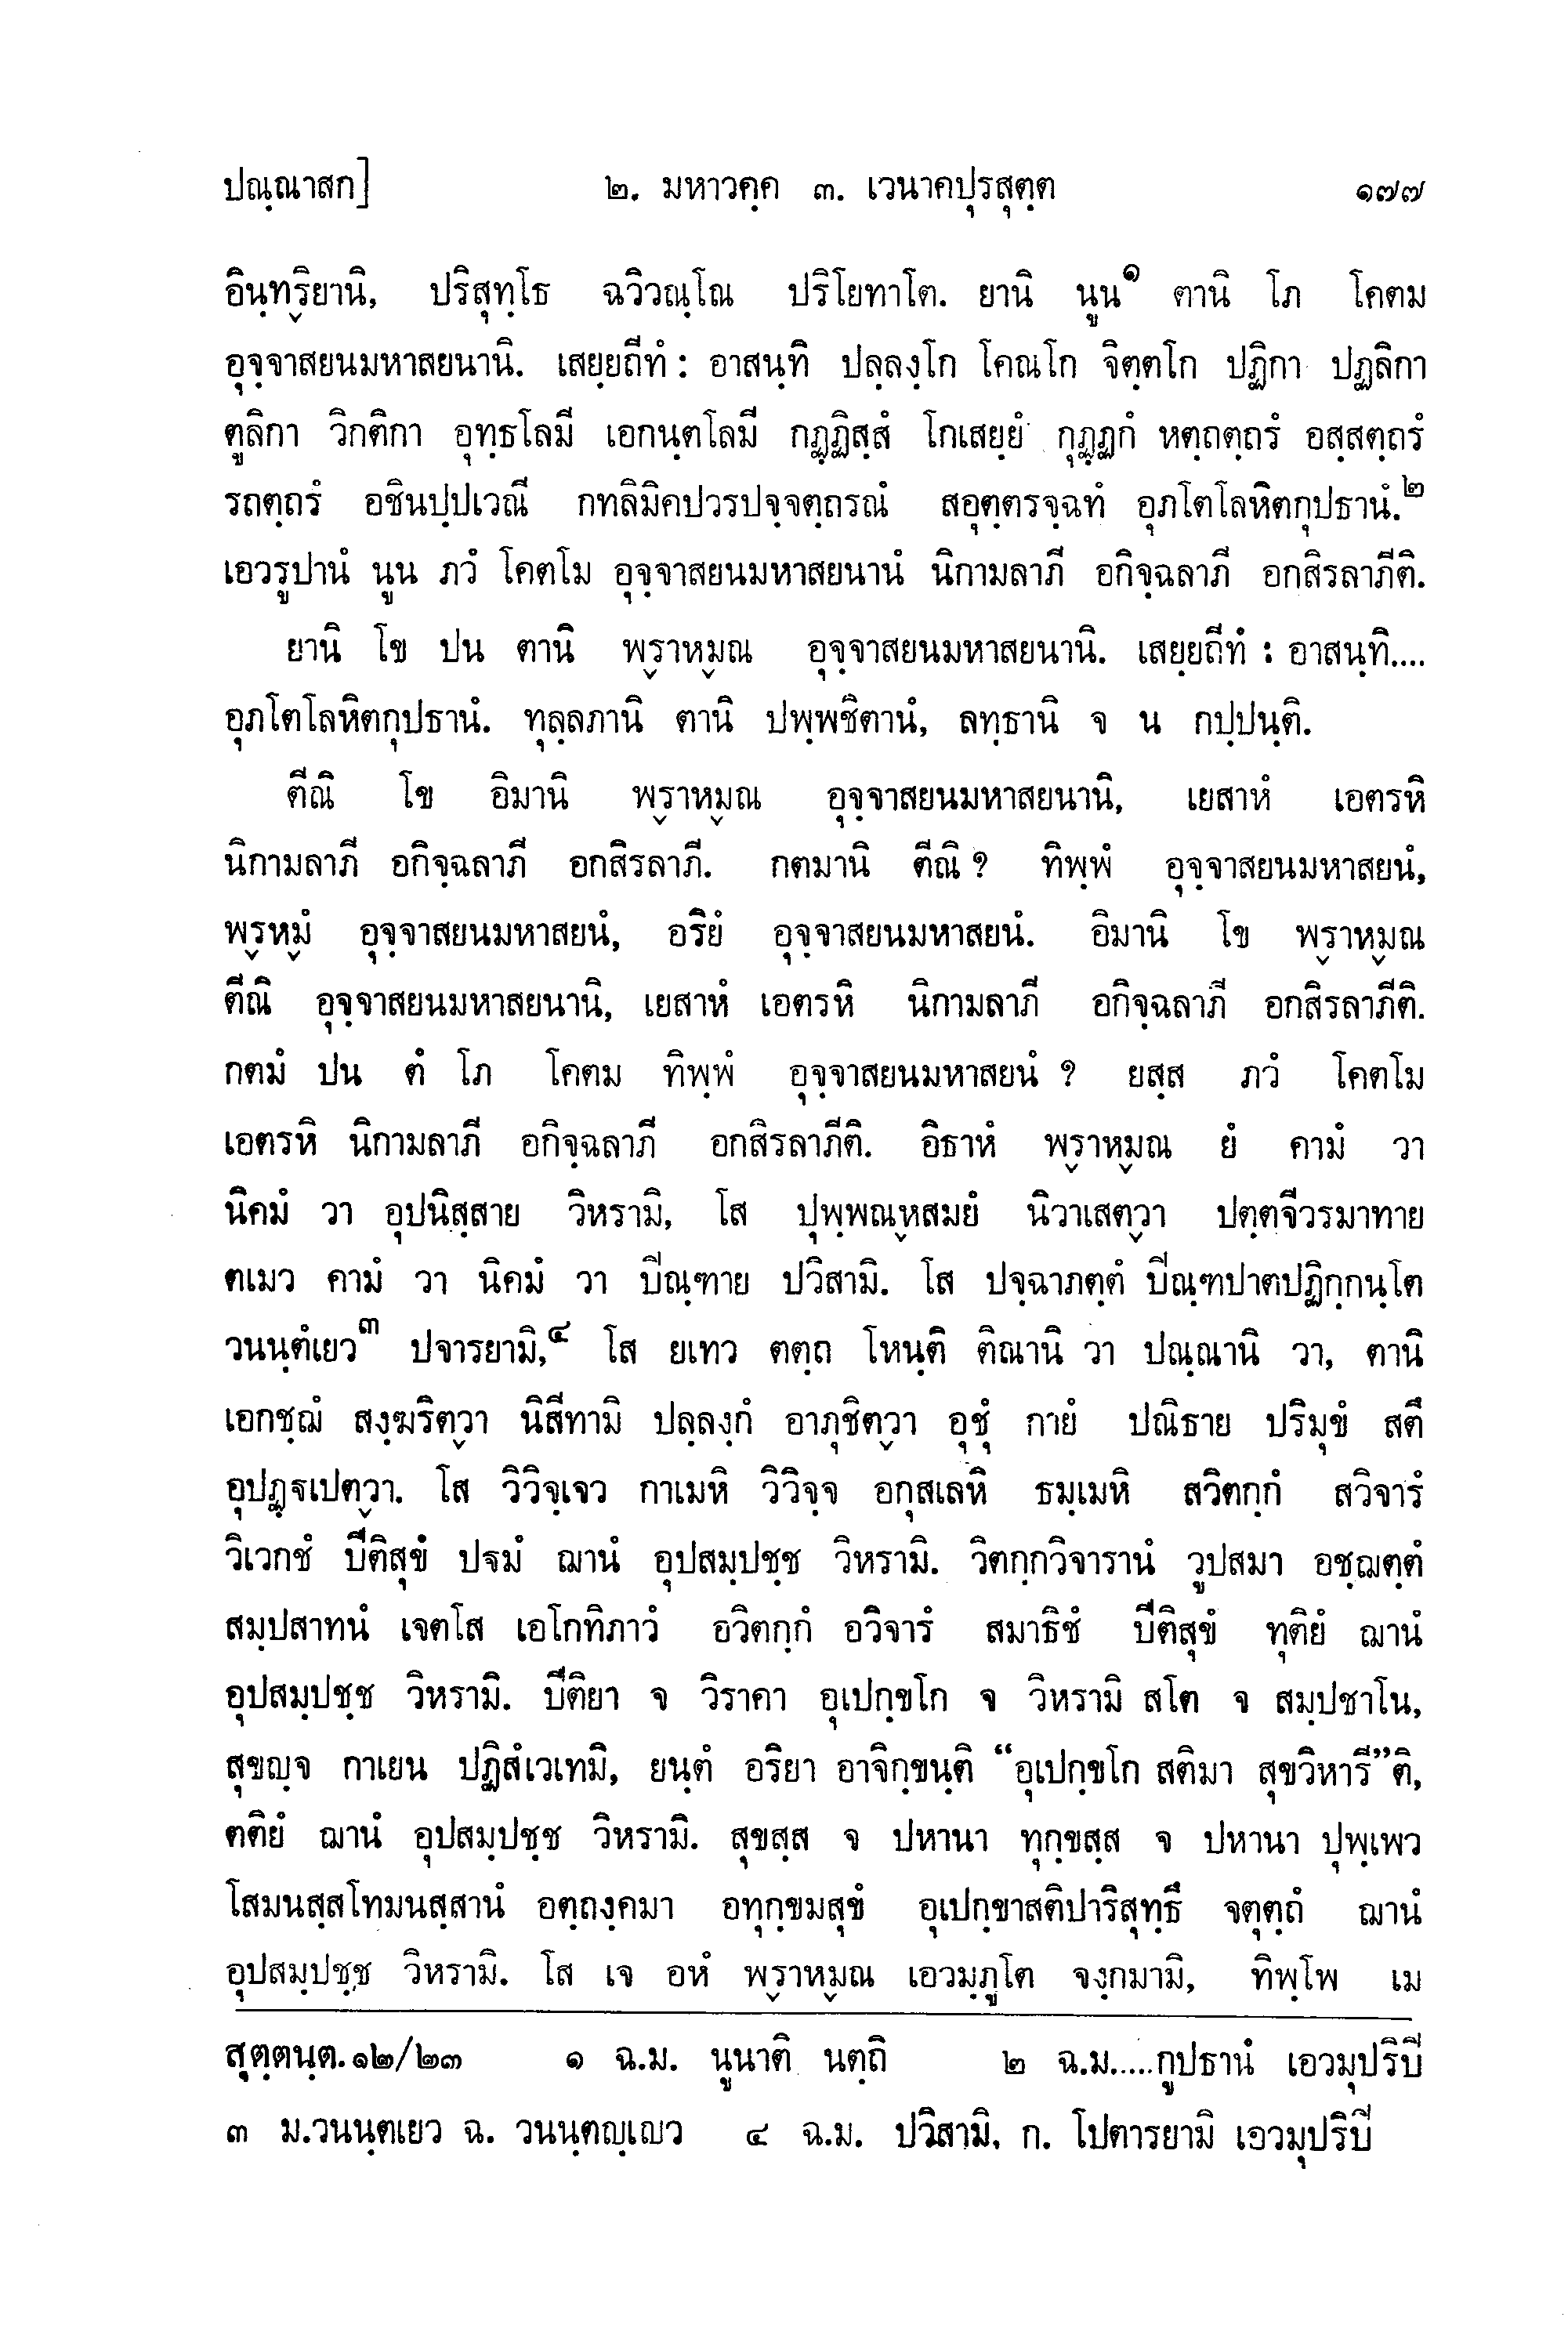 ปณฺณาสก] ๒. มหาวคฺค ๓. เวนาคปุรสุตฺต ๑๗๗
อินฺทฺริยานิ, ปริสุทฺโธ ฉวิวณฺโณ ปริโยทาโต. ยานิ นูน๑ ตานิ โภ โคตม
อุจฺจาสยนมหาสยนานิ. เสยฺยถีทํ : อาสนฺทิ ปลฺลงฺโก โคณโก จิตฺตโก ปฏิกา ปฏลิกา
ตูลิกา วิกติกา อุทฺธโลมี เอกนฺตโลมี กฏฺฏิสฺสํ โกเสยฺยํ กุฏฺฏกํ หตฺถตฺถรํ อสฺสตฺถรํ
รถตฺถรํ อชินปฺปเวณี กทลิมิคปวรปจฺจตฺถรณํ สอุตฺตรจฺฉทํ อุภโตโลหิตกุปธานํ.๒
เอวรูปานํ นูน ภวํ โคตโม อุจฺจาสยนมหาสยนานํ นิกามลาภี อกิจฺฉลาภี อกสิรลาภีติ.
ยานิ โข ปน ตานิ พฺราหฺมณ อุจฺจาสยนมหาสยนานิ. เสยฺยถีทํ : อาสนฺทิ....
อุภโตโลหิตกุปธานํ. ทุลฺลภานิ ตานิ ปพฺพชิตานํ, ลทฺธานิ จ น กปฺปนฺติ.
ตีณิ โข อิมานิ พฺราหฺมณ อุจฺจาสยนมหาสยนานิ, เยสาหํ เอตรหิ
นิกามลาภี อกิจฺฉลาภี อกสิรลาภี. กตมานิ ตีณิ ? ทิพฺพํ อุจฺจาสยนมหาสยนํ,
พฺรหฺมํ อุจฺจาสยนมหาสยนํ, อริยํ อุจฺจาสยนมหาสยนํ. อิมานิ โข พฺราหฺมณ
ตีณิ อุจฺจาสยนมหาสยนานิ, เยสาหํ เอตรหิ นิกามลาภี อกิจฺฉลาภี อกสิรลาภีติ.
กตมํ ปน ตํ โภ โคตม ทิพฺพํ อุจฺจาสยนมหาสยนํ ? ยสฺส ภวํ โคตโม
เอตรหิ นิกามลาภี อกิจฺฉลาภี อกสิรลาภีติ. อิธาหํ พฺราหฺมณ ยํ คามํ วา
นิคมํ วา อุปนิสฺสาย วิหรามิ, โส ปุพฺพณฺหสมยํ นิวาเสตฺวา ปตฺตจีวรมาทาย
ตเมว คามํ วา นิคมํ วา ปิณฺฑาย ปวิสามิ. โส ปจฺฉาภตฺตํ ปิณฺฑปาตปฏิกฺกนฺโต
วนนฺตํเยว๓ ปจารยามิ,๔ โส ยเทว ตตฺถ โหนฺติ ติณานิ วา ปณฺณานิ วา, ตานิ
เอกชฺฌํ สงฺฆริตฺวา นิสีทามิ ปลฺลงฺกํ อาภุชิตฺวา อุชุํ กายํ ปณิธาย ปริมุขํ สตึ
อุปฏฺฐเปตฺวา. โส วิวิจฺเจว กาเมหิ วิวิจฺจ อกุสเลหิ ธมฺเมหิ สวิตกฺกํ สวิจารํ
วิเวกชํ ปีติสุขํ ปฐมํ ฌานํ อุปสมฺปชฺช วิหรามิ. วิตกฺกวิจารานํ วูปสมา อชฺฌตฺตํ
สมฺปสาทนํ เจตโส เอโกทิภาวํ อวิตกฺกํ อวิจารํ สมาธิชํ ปีติสุขํ ทุติยํ ฌานํ
อุปสมฺปชฺช วิหรามิ. ปีติยา จ วิราคา อุเปกฺขโก จ วิหรามิ สโต จ สมฺปชาโน,
สุขญฺจ กาเยน ปฏิสํเวเทมิ, ยนฺตํ อริยา อาจิกฺขนฺติ “อุเปกฺขโก สติมา สุขวิหารี”ติ,
ตติยํ ฌานํ อุปสมฺปชฺช วิหรามิ. สุขสฺส จ ปหานา ทุกฺขสฺส จ ปหานา ปุพฺเพว
โสมนสฺสโทมนสฺสานํ อตฺถงฺคมา อทุกฺขมสุขํ อุเปกฺขาสติปาริสุทฺธึ จตุตฺถํ ฌานํ
อุปสมฺปชฺช วิหรามิ. โส เจ อหํ พฺราหฺมณ เอวมฺภูโต จงฺกมามิ, ทิพฺโพ เม
สุตฺตนฺต.๑๒/๒๓ ๑ ฉ.ม. นูนาติ นตฺถิ ๒ ฉ.ม.....กูปธานํ เอวมุปริปิ
๓ ม.วนนฺตเยว ฉ. วนนฺตญฺเญว ๔ ฉ.ม. ปวิสามิ, ก. โปตารยามิ เอวมุปริปิ